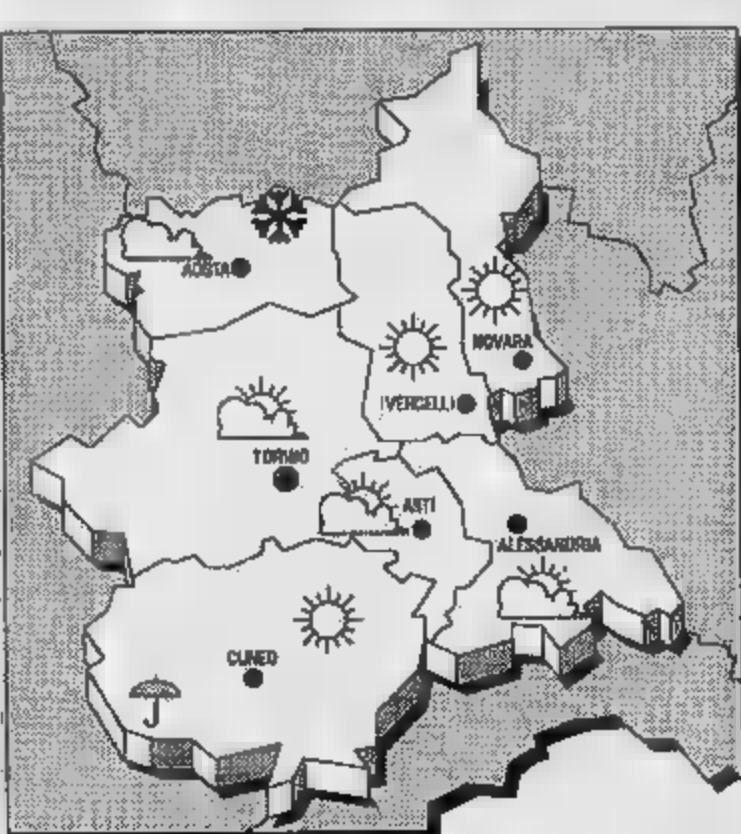 AOSTA
NOVARA
(VERCELLI)
TORINO
ASTI
ALESSANDRIA
CUNEO